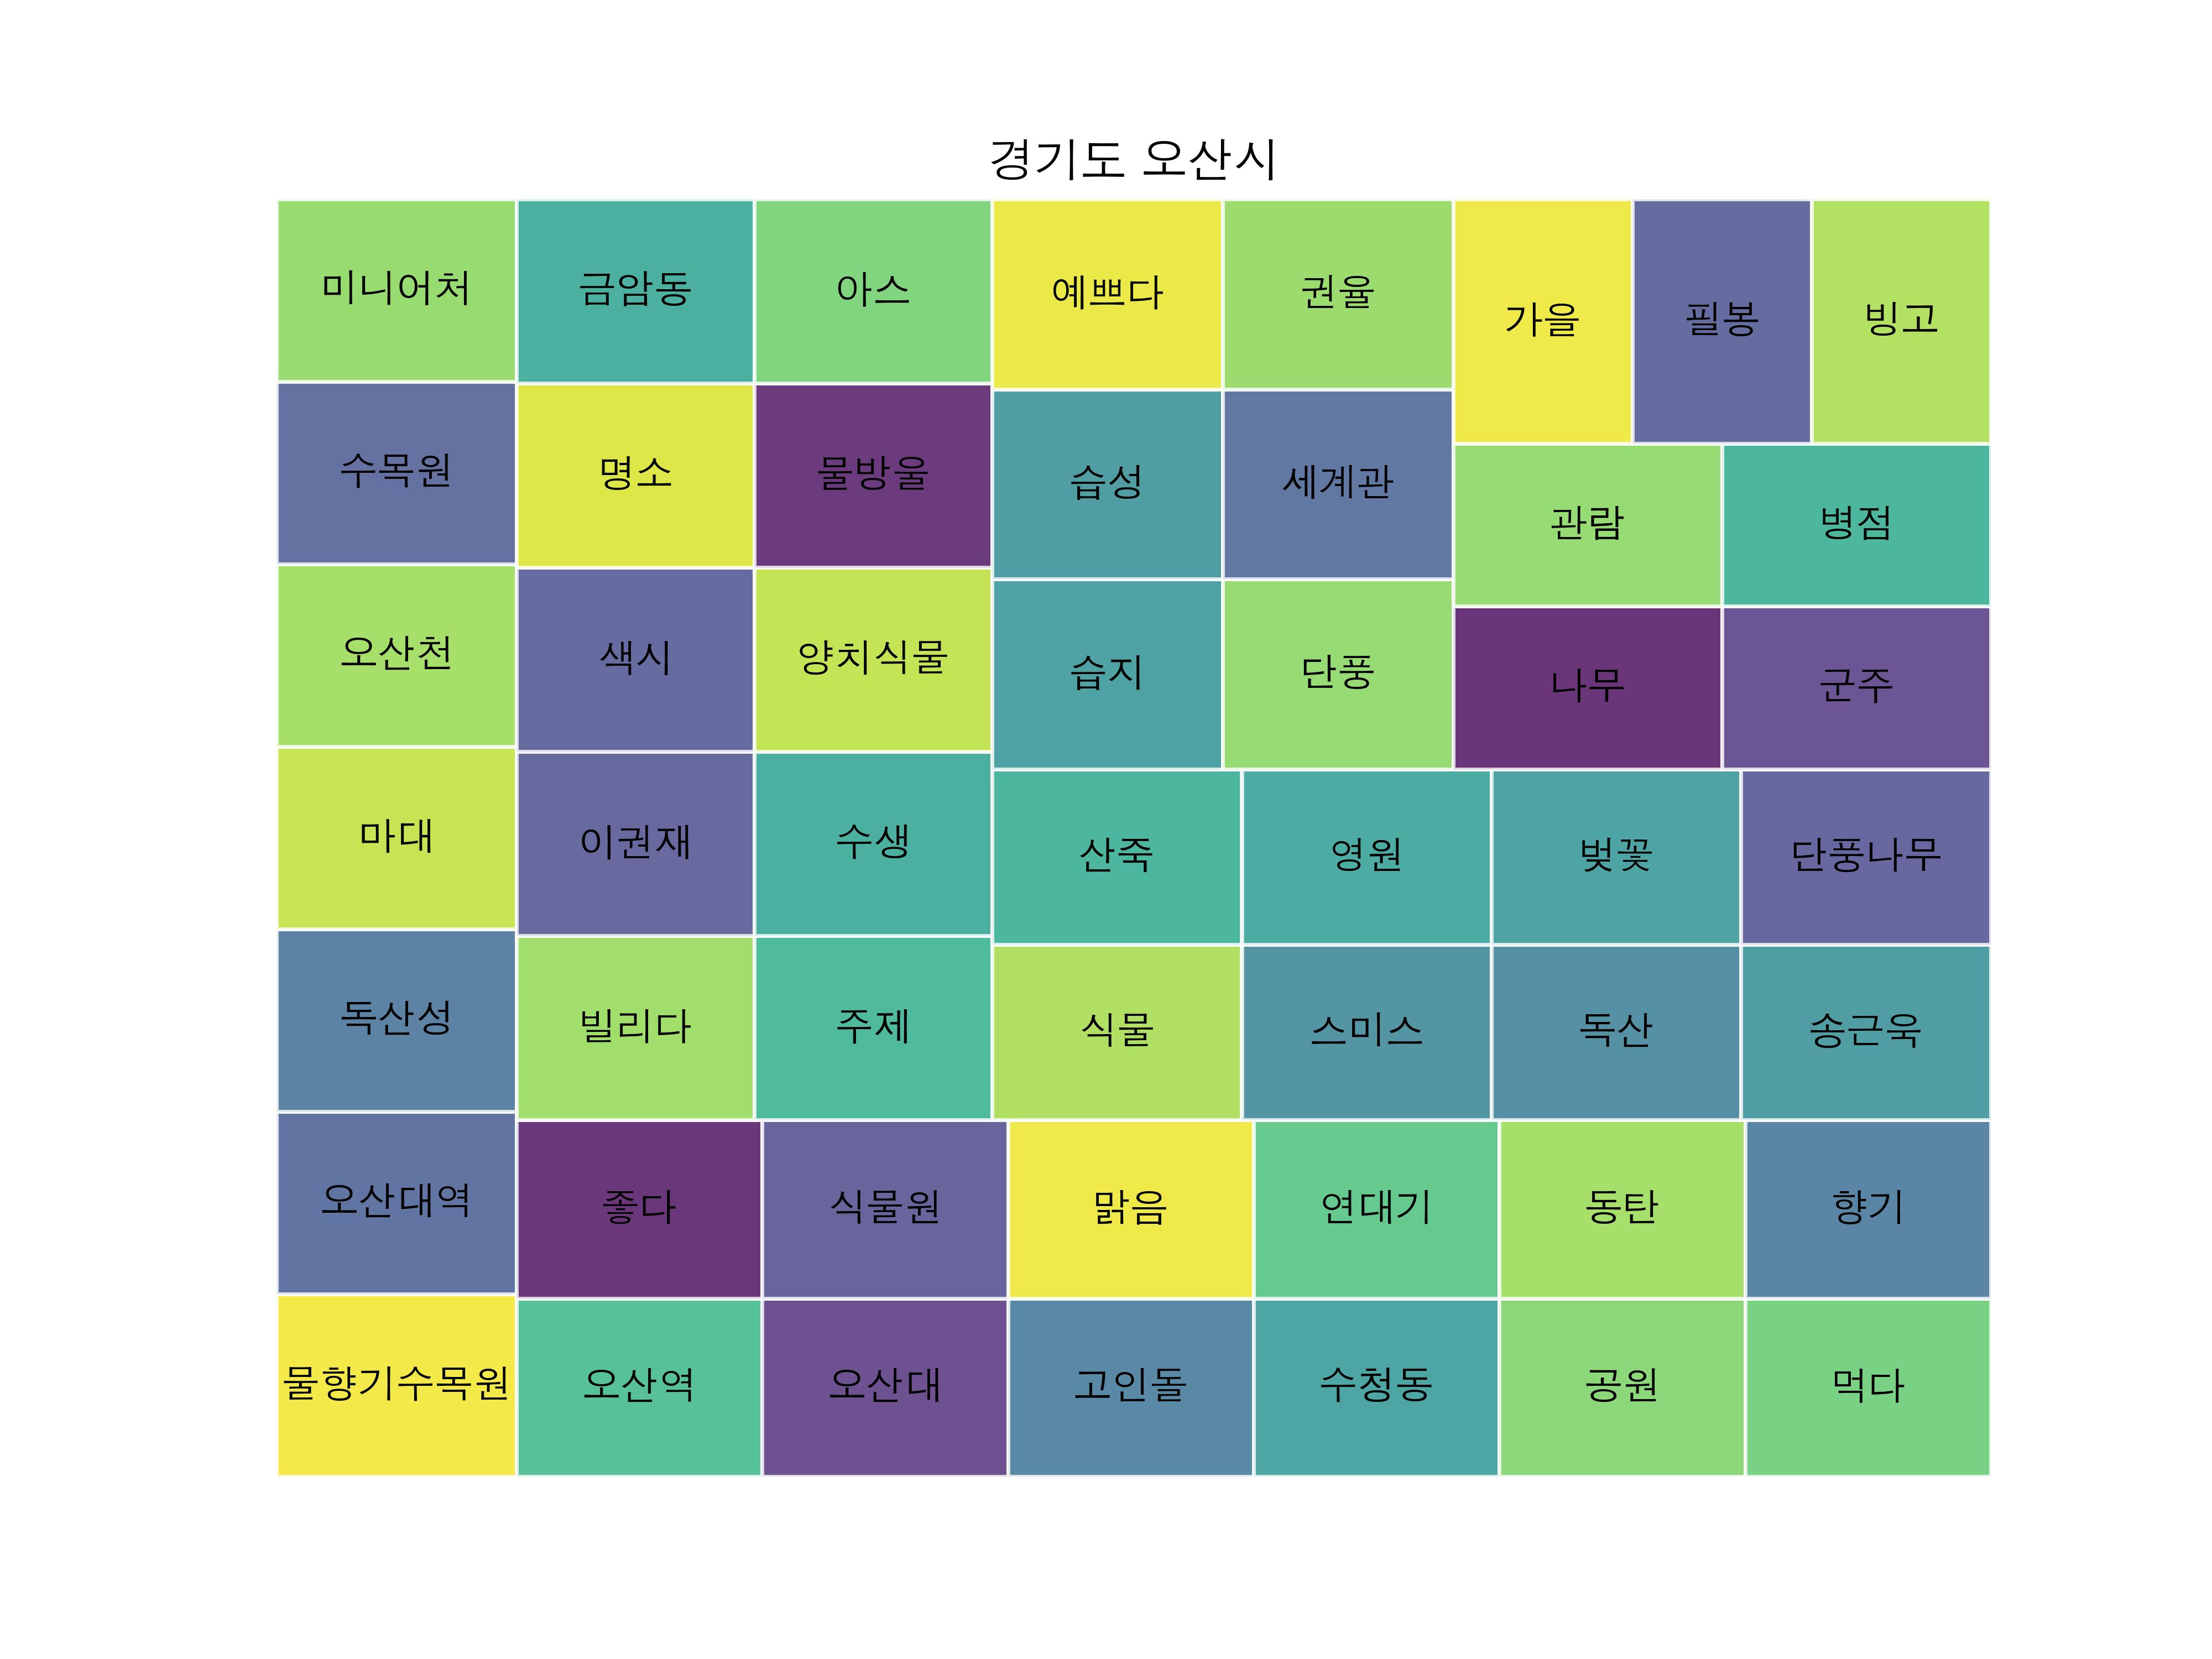 경기도 오산시
미니어처 금암동 아스 예쁘다 권율 가을 필봉 빙고
수목원 명소 물방울 습성 세계관 관람 병점
오산천 색시 양치식물 습지 단풍 나무 군주
마대 이권재 수생 산죽 영원 벚꽃 단풍나무
독산성 빌리다 주제 식물 스미스 독산 송근욱
오산대역 좋다 식물원 맑음 연대기 동탄 향기
물향기수목원 오산역 오산대 고인돌 수청동 공원 먹다